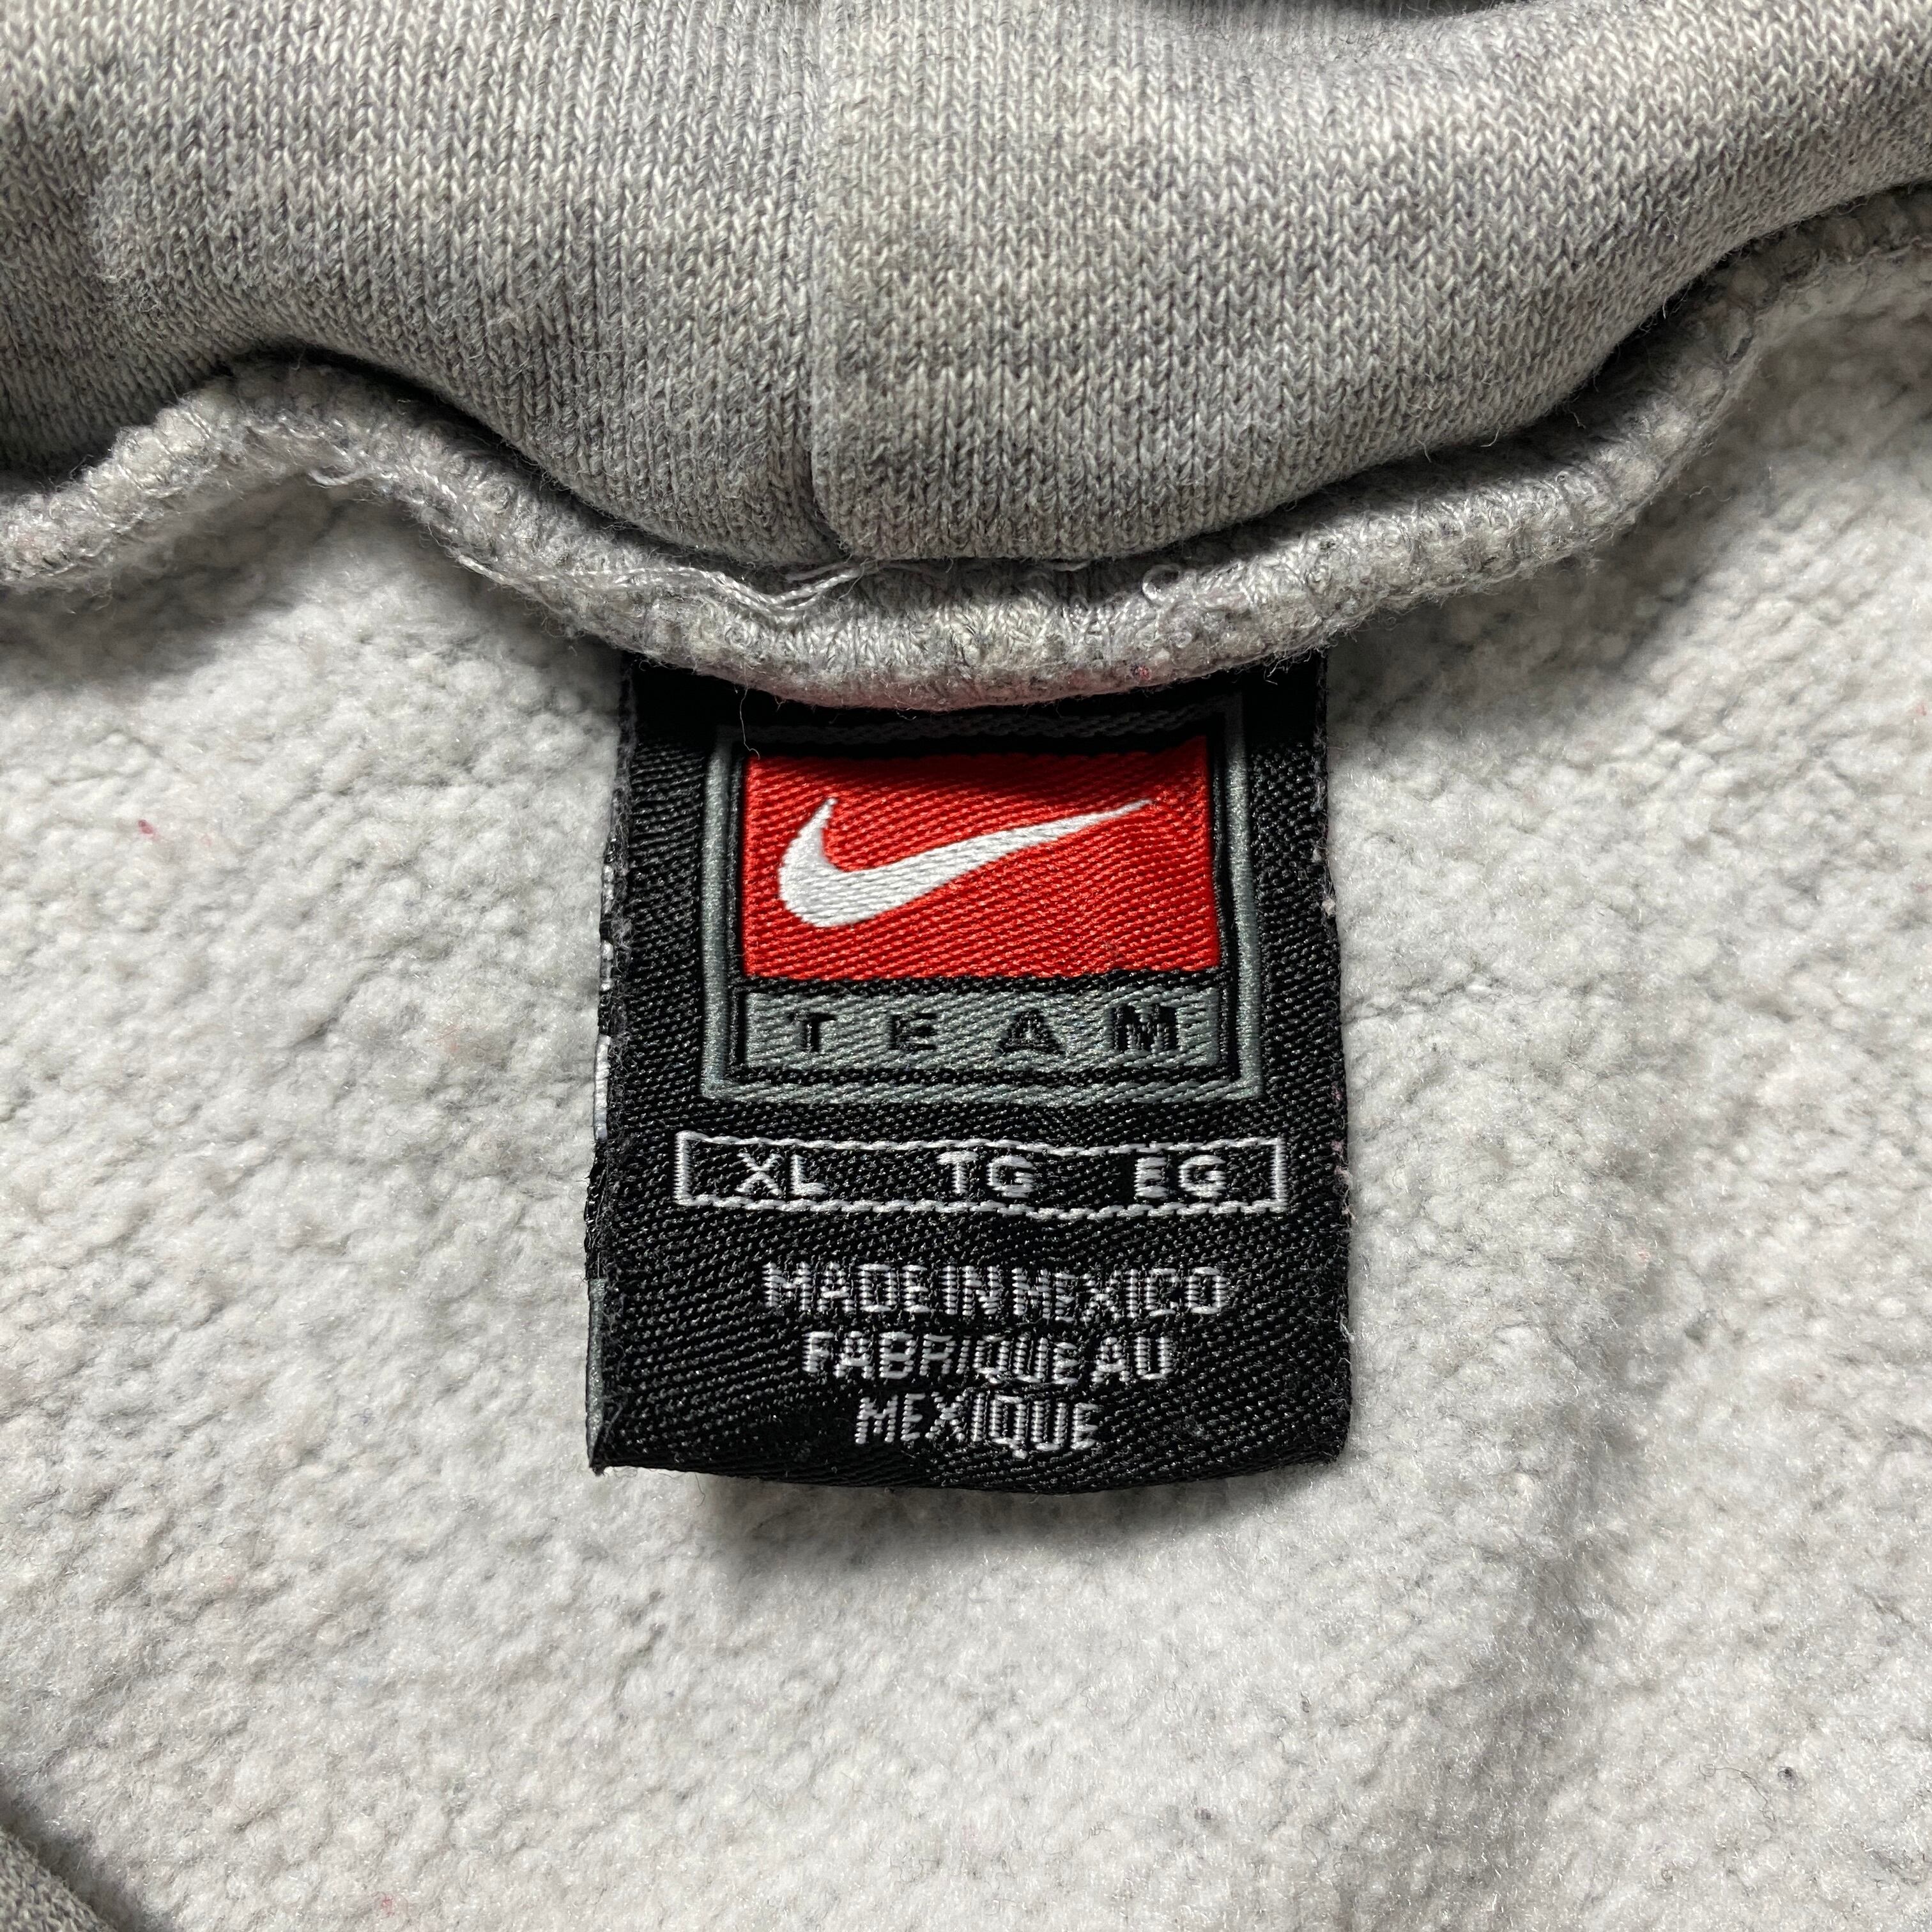 TEAM
XL TG EG
MADE IN MEXICO
FABRIQUE AU
MEXIQUE